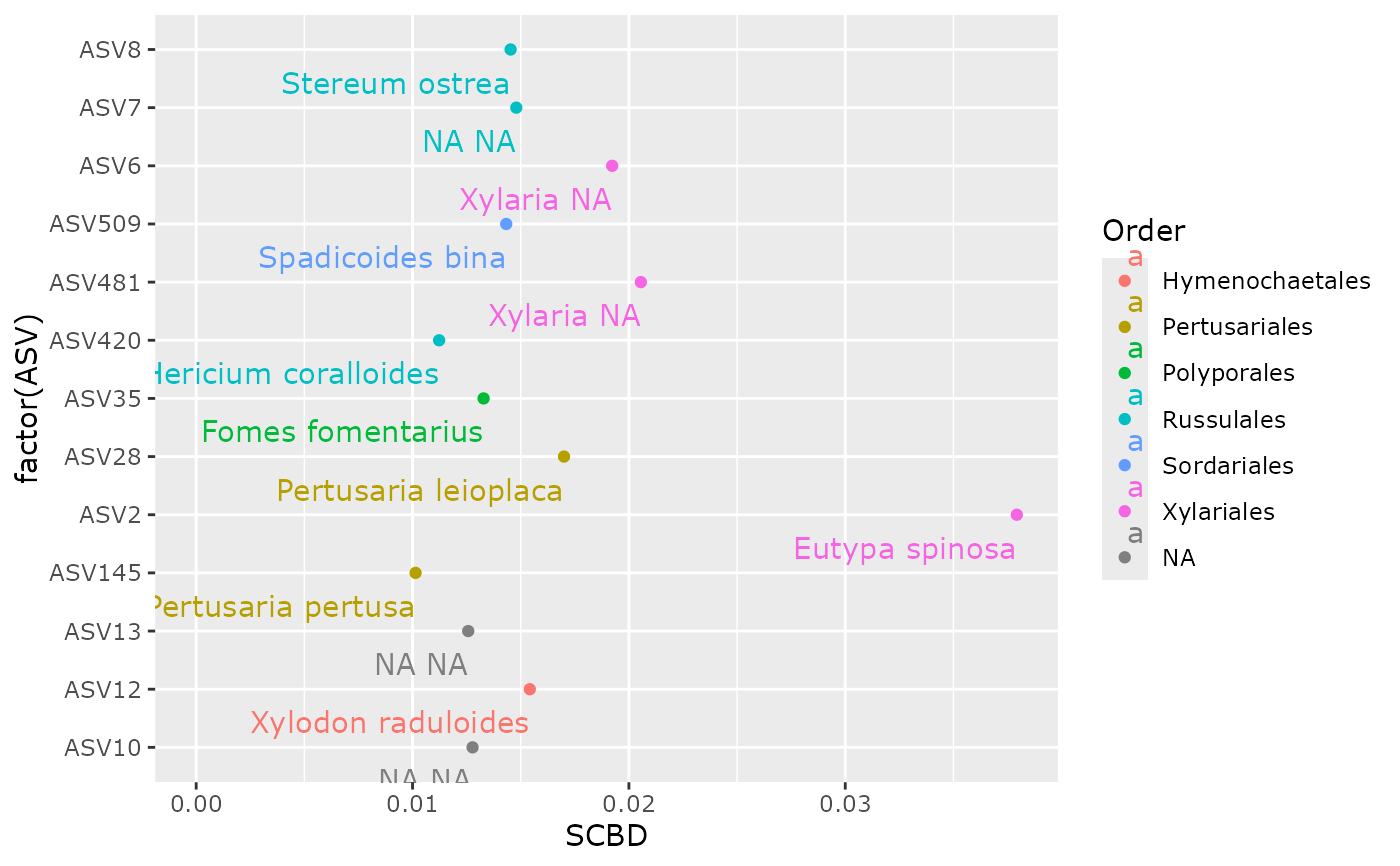 ASV8
Stereum ostrea
ASV7
NA NA
ASV6
Xylaria NA
ASV509
Spadicoides bina
ASV481
Xylaria NA
ASV420
Hericium coralloides
ASV35
Fomes fomentarius
ASV28
Pertusaria leioplaca
ASV2
Eutypa spinosa
ASV145
Pertusaria pertusa
ASV13
NA NA
ASV12
Xylodon raduloides
ASV10
NA NA
0.00 0.01 0.02 0.03
SCBD
factor(ASV)
Order
a
Hymenochaetales
a
Pertusariales
a
Polyporales
a
Russulales
a
Sordariales
a
Xylariales
a
NA